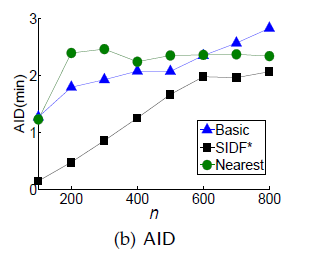 3
2
1
0
AID(min)
200 400 600 800
n
Basic
SIDF*
Nearest
(b) AID